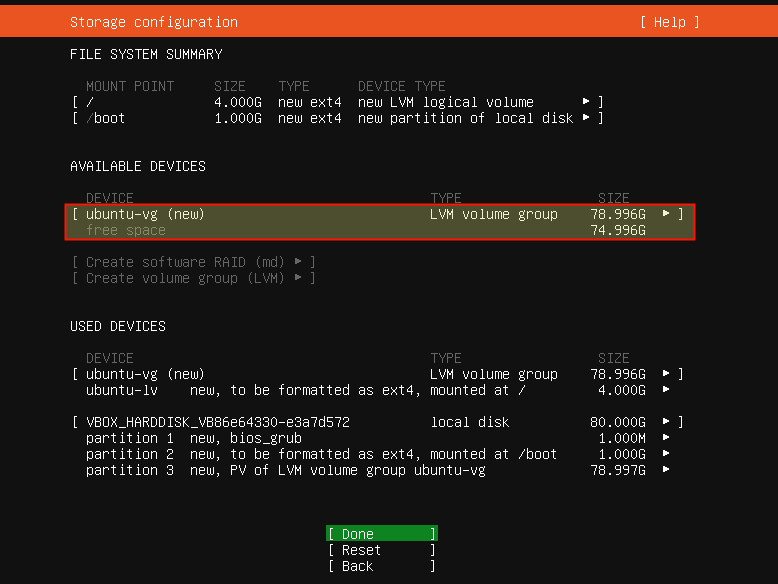 Storage configuration [ Help ]
FILE SYSTEM SUMMARY
MOUNT POINT SIZE TYPE DEVICE TYPE
[ / 4.000G new ext4 new LVM logical volume ▸ ]
[ /boot 1.000G new ext4 new partition of local disk ▸ ]
AVAILABLE DEVICES
DEVICE TYPE SIZE
[ ubuntu-vg (new) LVM volume group 78.996G ▸ ]
free space 74.996G
[ Create software RAID (md) ▸ ]
[ Create volume group (LVM) ▸ ]
USED DEVICES
DEVICE TYPE SIZE
[ ubuntu-vg (new) LVM volume group 78.996G ▸ ]
ubuntu-lv new, to be formatted as ext4, mounted at / 4.000G ▸
[ VBOX_HARDDISK_VB86e64330-e3a7d572 local disk 80.000G ▸ ]
partition 1 new, bios_grub 1.000M ▸
partition 2 new, to be formatted as ext4, mounted at /boot 1.000G ▸
partition 3 new, PV of LVM volume group ubuntu-vg 78.997G ▸
[ Done ]
[ Reset ]
[ Back ]